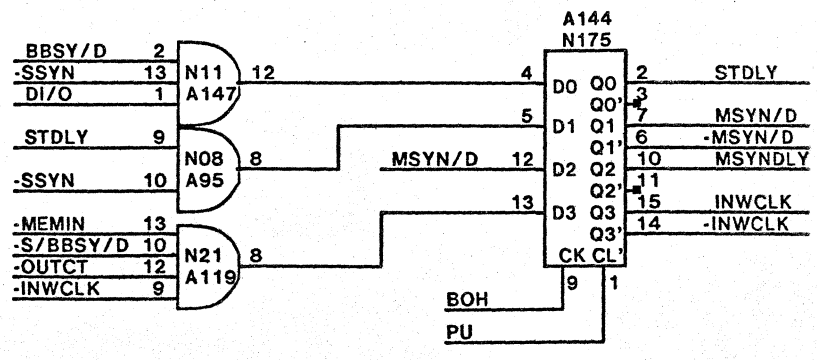 A144
N175
BBSY/D 2
-SSYN 13
DI/O 1
N11
A147
12
4 D0 Q0 2 STDLY
Q0' 3
STDLY 9
-SSYN 10
N08
A95
8
5 D1 Q1 7 MSYN/D
Q1' 6 -MSYN/D
MSYN/D 12 D2 Q2 10 MSYNDLY
Q2' 11
-MEMIN 13
-S/BBSY/D 10
-OUTCT 12
-INWCLK 9
N21
A119
8
13 D3 Q3 15 INWCLK
Q3' 14 -INWCLK
CK CL'
9 1
BOH
PU